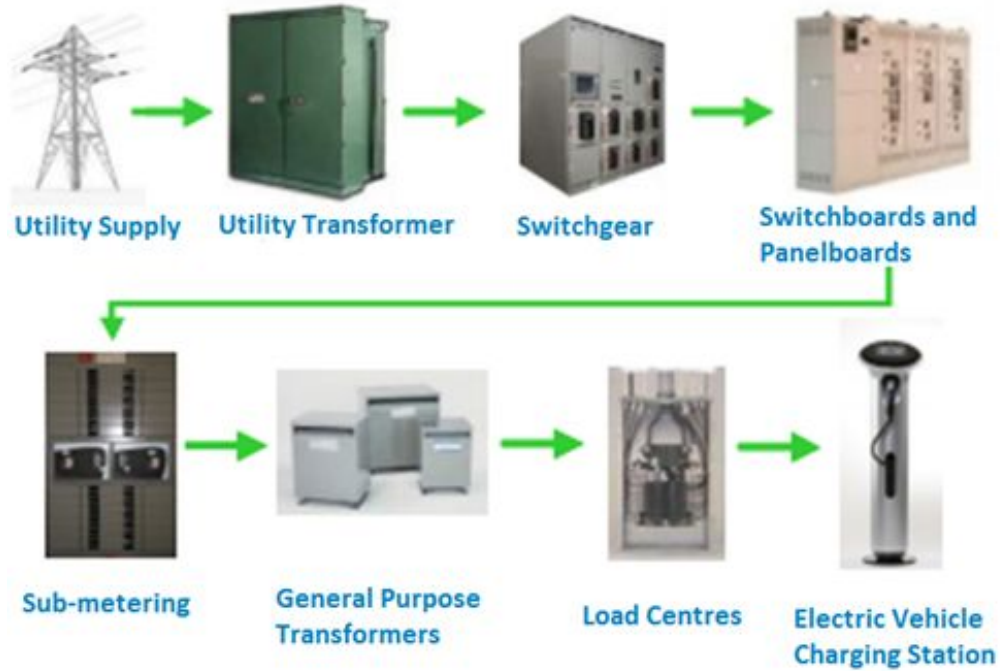 Utility Supply
Utility Transformer
Switchgear
Switchboards and
Panelboards
Sub-metering
General Purpose
Transformers
Load Centres
Electric Vehicle
Charging Station